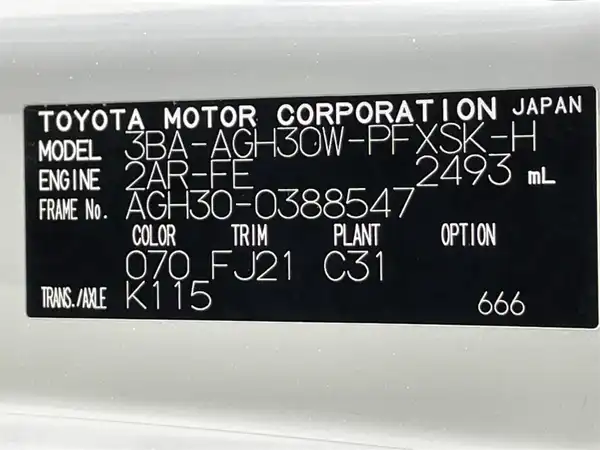 TOYOTA MOTOR CORPORATION JAPAN
MODEL 3BA-AGH30W-PFXSK-H
ENGINE 2AR-FE 2493 mL
FRAME No. AGH30-0388547
COLOR TRIM PLANT OPTION
070 FJ21 C31
TRANS./AXLE K115 666